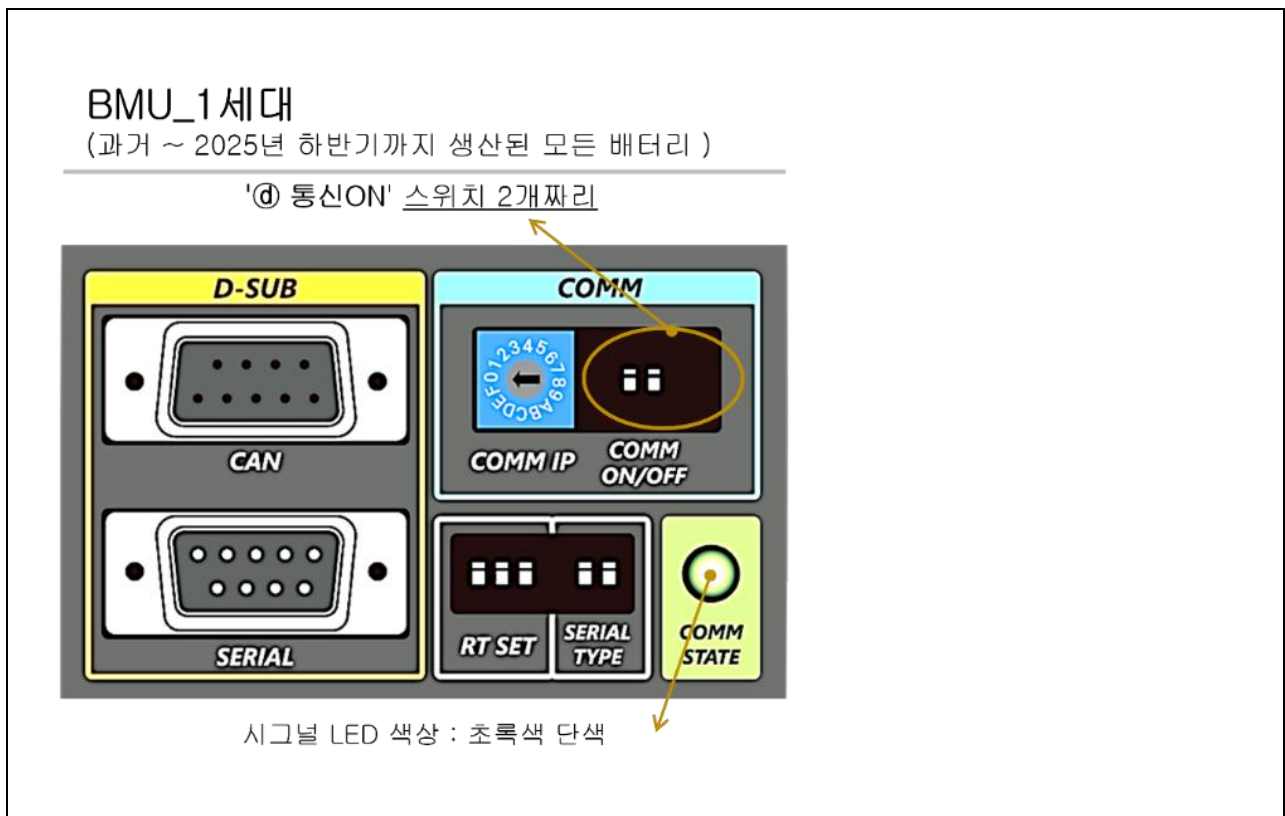 BMU_1세대
(과거 ~ 2025년 하반기까지 생산된 모든 배터리 )
'ⓓ 통신ON' 스위치 2개짜리
D-SUB
COMM
0123456789ABCDEF
CAN
COMM IP
COMM
ON/OFF
SERIAL
RT SET
SERIAL
TYPE
COMM
STATE
시그널 LED 색상 : 초록색 단색